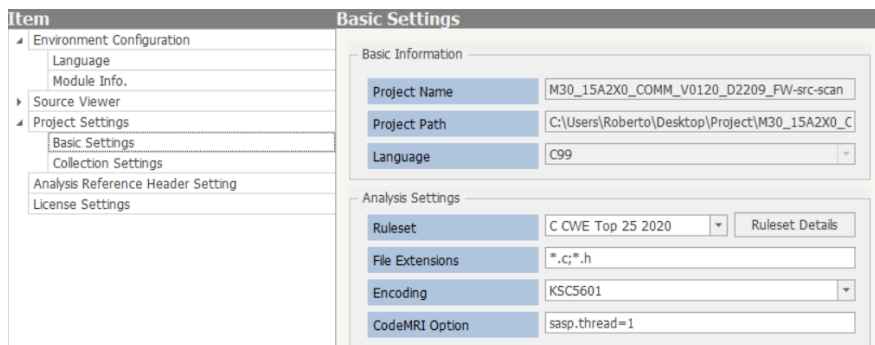 Item
Environment Configuration
Language
Module Info.
Source Viewer
Project Settings
Basic Settings
Collection Settings
Analysis Reference Header Setting
License Settings
Basic Settings
Basic Information
Project Name M30_15A2X0_COMM_V0120_D2209_FW-src-scan
Project Path C:\Users\Roberto\Desktop\Project\M30_15A2X0_C
Language C99
Analysis Settings
Ruleset C CWE Top 25 2020 Ruleset Details
File Extensions *.c;*.h
Encoding KSC5601
CodeMRI Option sasp.thread=1